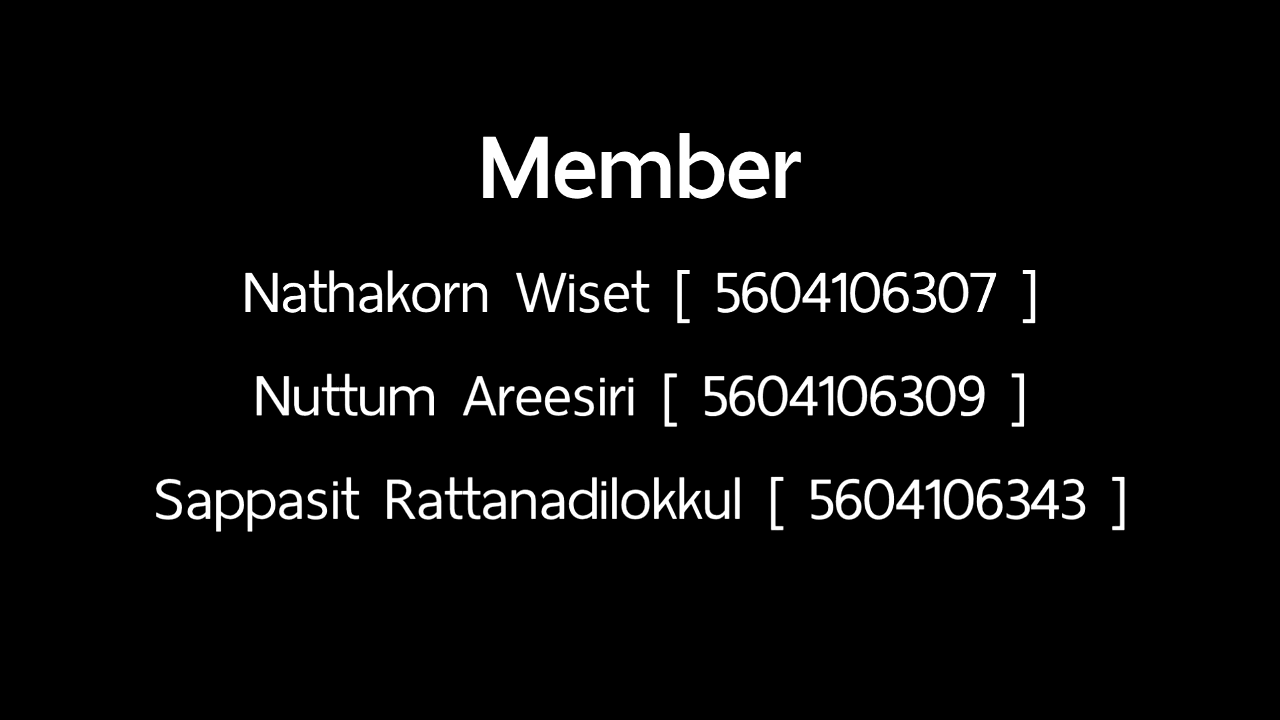 Member
Nathakorn Wiset [ 5604106307 ]
Nuttum Areesiri [ 5604106309 ]
Sappasit Rattanadilokkul [ 5604106343 ]